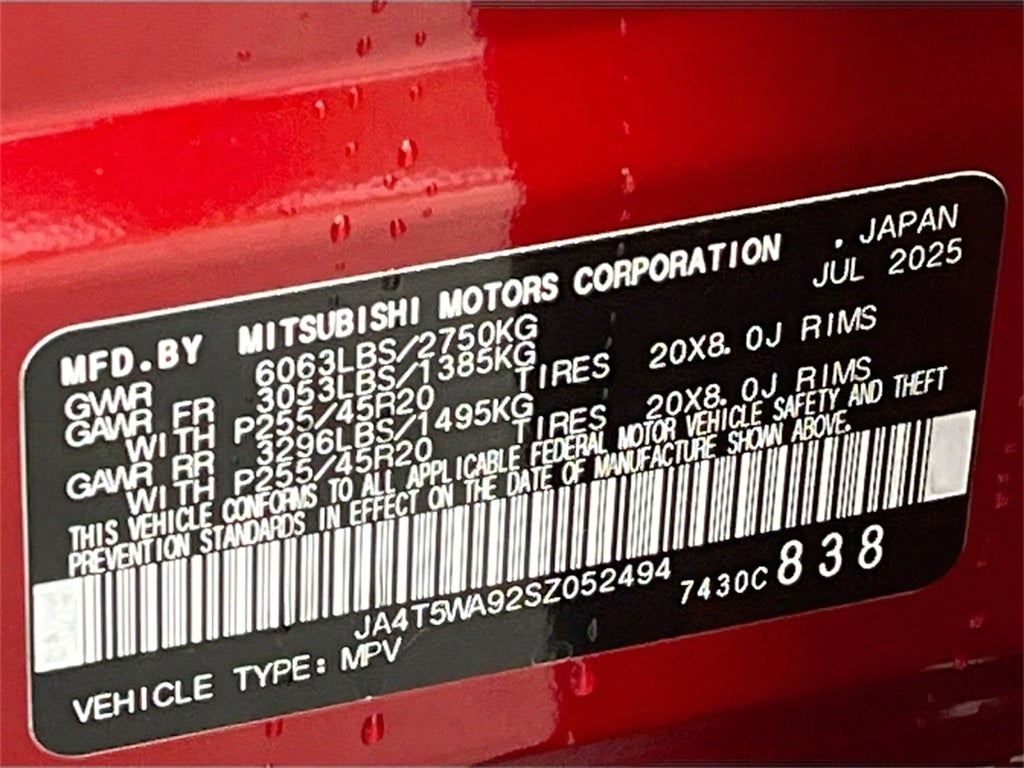 MFD.BY MITSUBISHI MOTORS CORPORATION . JAPAN
GVWR 6063LBS/2750KG JUL 2025
GAWR FR 3053LBS/1385KG
WITH P255/45R20 TIRES 20X8.0J RIMS
GAWR RR 3296LBS/1495KG
WITH P255/45R20 TIRES 20X8.0J RIMS
THIS VEHICLE CONFORMS TO ALL APPLICABLE FEDERAL MOTOR VEHICLE SAFETY AND THEFT
PREVENTION STANDARDS IN EFFECT ON THE DATE OF MANUFACTURE SHOWN ABOVE.
JA4T5WA92SZ052494 7430C 838
VEHICLE TYPE: MPV